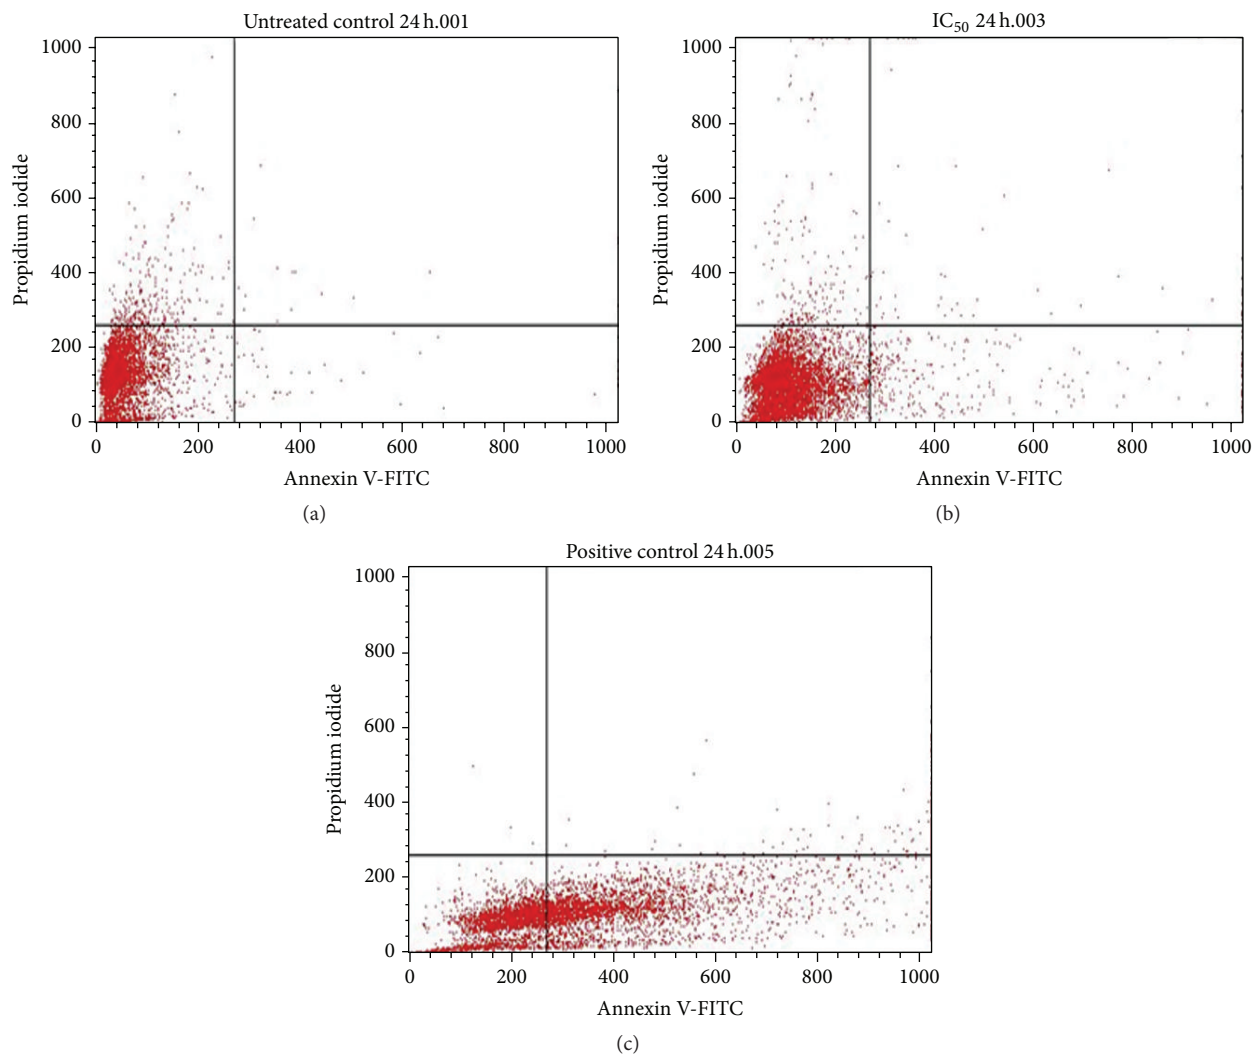 Untreated control 24 h.001
1000
800
600
400
200
0
Propidium iodide
0 200 400 600 800 1000
Annexin V-FITC
(a)
IC50 24 h.003
1000
800
600
400
200
0
Propidium iodide
0 200 400 600 800 1000
Annexin V-FITC
(b)
Positive control 24 h.005
1000
800
600
400
200
0
Propidium iodide
0 200 400 600 800 1000
Annexin V-FITC
(c)